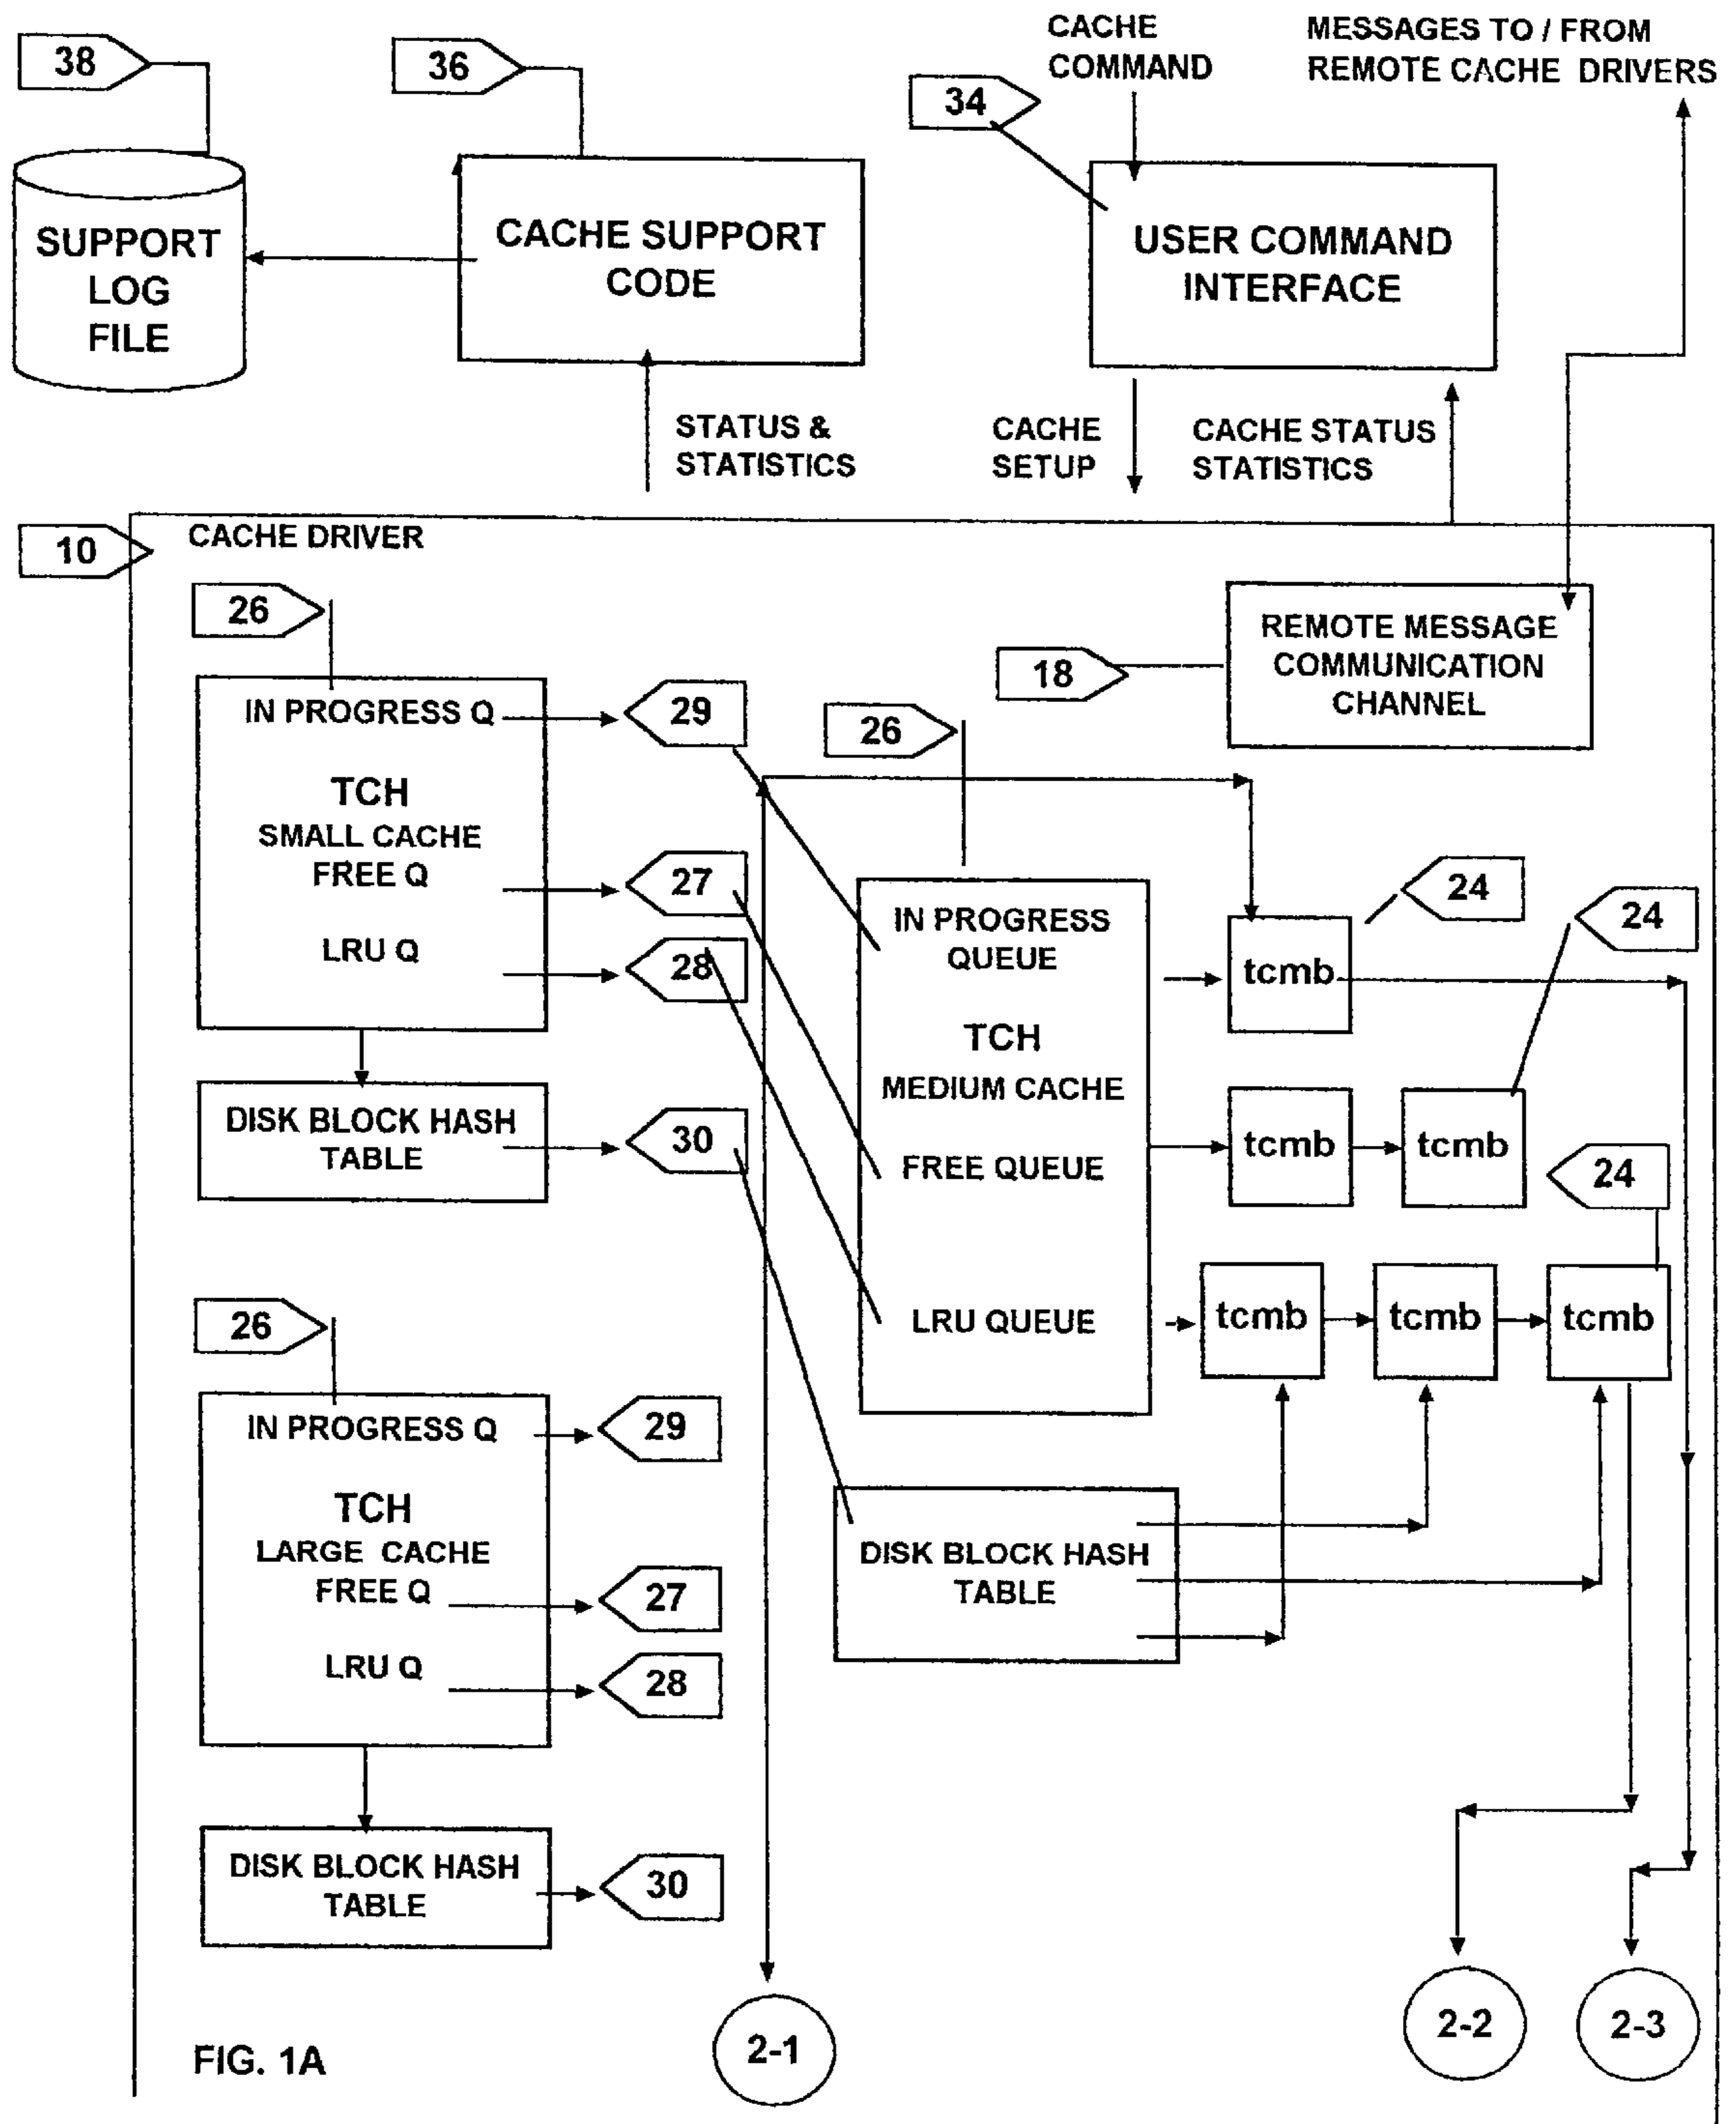 38
36
34
CACHE
COMMAND
MESSAGES TO / FROM
REMOTE CACHE DRIVERS
SUPPORT
LOG
FILE
CACHE SUPPORT
CODE
USER COMMAND
INTERFACE
STATUS &
STATISTICS
CACHE
SETUP
CACHE STATUS
STATISTICS
10
CACHE DRIVER
26
IN PROGRESS Q
TCH
SMALL CACHE
FREE Q
LRU Q
29
27
28
DISK BLOCK HASH
TABLE
30
18
REMOTE MESSAGE
COMMUNICATION
CHANNEL
26
IN PROGRESS
QUEUE
TCH
MEDIUM CACHE
FREE QUEUE
LRU QUEUE
24
24
tcmb
tcmb
tcmb
24
tcmb
tcmb
tcmb
26
IN PROGRESS Q
TCH
LARGE CACHE
FREE Q
LRU Q
29
27
28
DISK BLOCK HASH
TABLE
DISK BLOCK HASH
TABLE
30
2-1
2-2
2-3
FIG. 1A